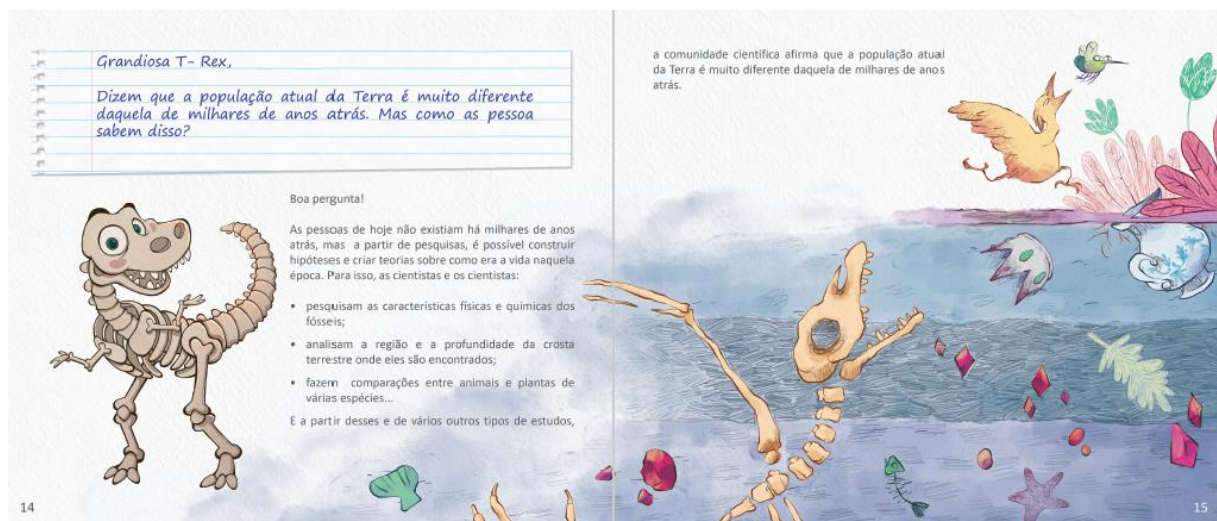 Grandiosa T- Rex,
Dizem que a população atual da Terra é muito diferente
daquela de milhares de anos atrás. Mas como as pessoa
sabem disso?
Boa pergunta!
As pessoas de hoje não existiam há milhares de anos
atrás, mas a partir de pesquisas, é possível construir
hipóteses e criar teorias sobre como era a vida naquela
época. Para isso, as cientistas e os cientistas:
• pesquisam as características físicas e químicas dos
fósseis;
• analisam a região e a profundidade da crosta
terrestre onde eles são encontrados;
• fazem comparações entre animais e plantas de
várias espécies...
E a partir desses e de vários outros tipos de estudos,
14
a comunidade científica afirma que a população atual
da Terra é muito diferente daquela de milhares de anos
atrás.
15